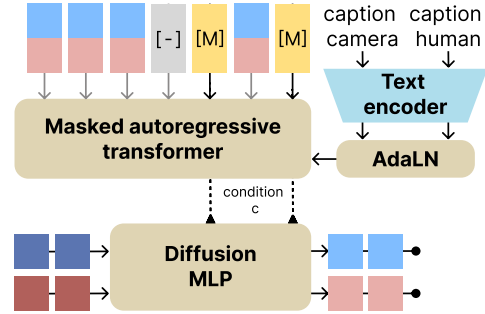 caption caption
camera human
[-] [M] [M]
Text
encoder
Masked autoregressive
transformer
AdaLN
condition
c
Diffusion
MLP